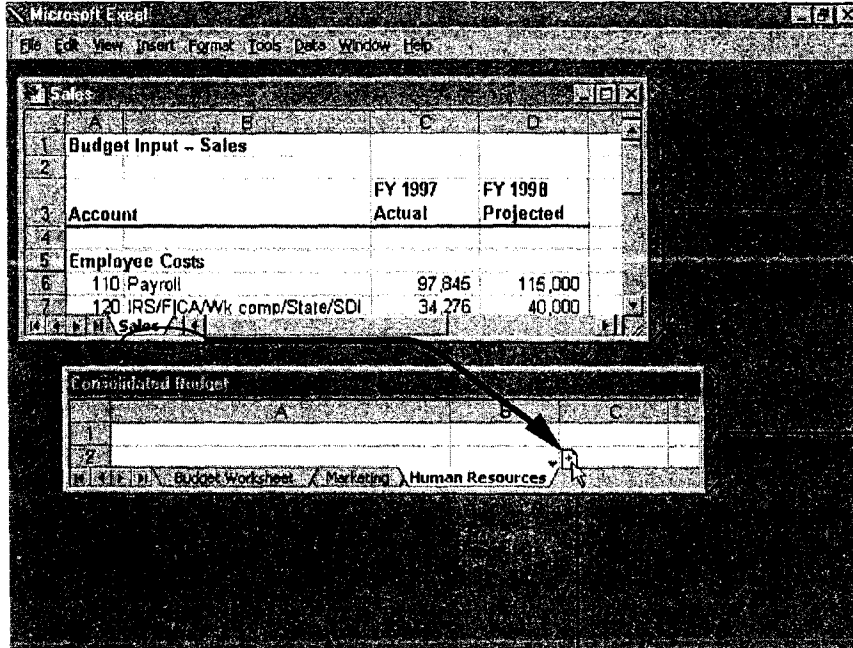 Microsoft Excel
File Edit View Insert Format Tools Data Window Help
Sales
A B C D
1 Budget Input – Sales
2
FY 1997 FY 1998
3 Account Actual Projected
4
5 Employee Costs
6 110 Payroll 97,845 115,000
7 120 IRS/FICA/Wk comp/State/SDI 34,276 40,000
Sales
Consolidated Budget
A B C
1
2
Budget Worksheet Marketing Human Resources